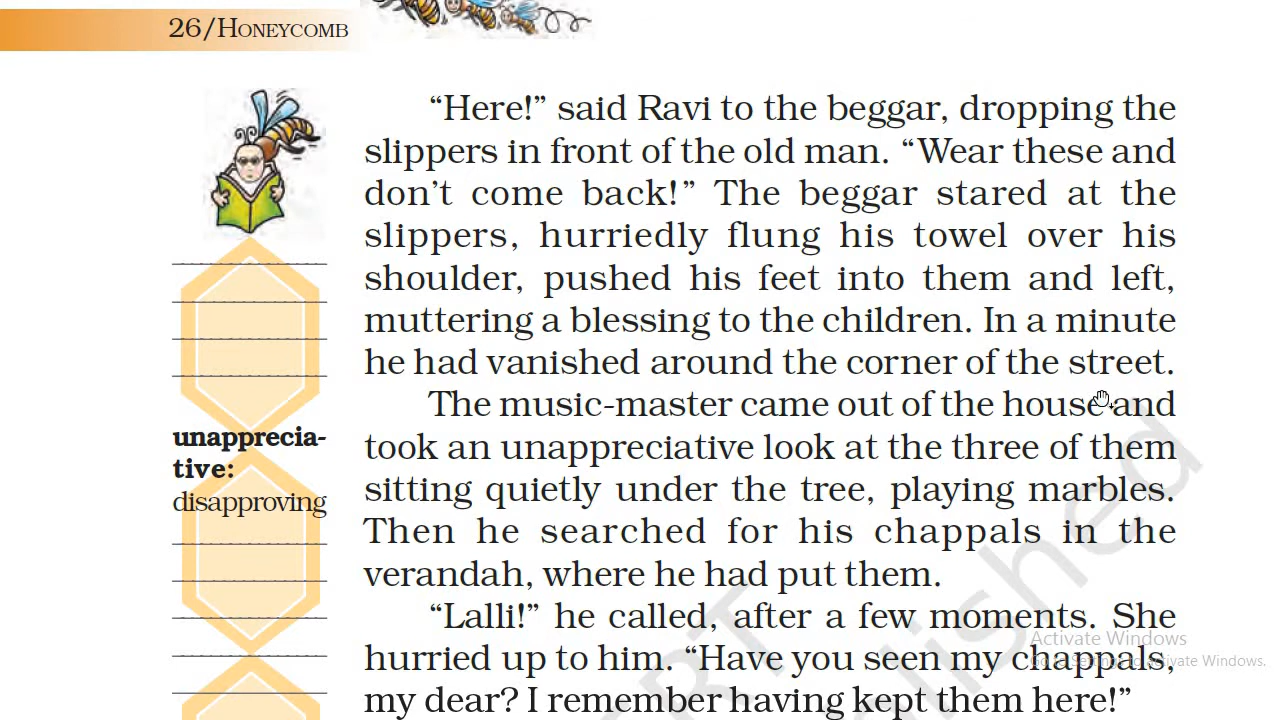 26/HONEYCOMB
“Here!” said Ravi to the beggar, dropping the
slippers in front of the old man. “Wear these and
don’t come back!” The beggar stared at the
slippers, hurriedly flung his towel over his
shoulder, pushed his feet into them and left,
muttering a blessing to the children. In a minute
he had vanished around the corner of the street.
The music-master came out of the house and
took an unappreciative look at the three of them
sitting quietly under the tree, playing marbles.
Then he searched for his chappals in the
verandah, where he had put them.
“Lalli!” he called, after a few moments. She
hurried up to him. “Have you seen my chappals,
my dear? I remember having kept them here!”
unapprecia-
tive:
disapproving
Activate Windows
Go to Settings to activate Windows.